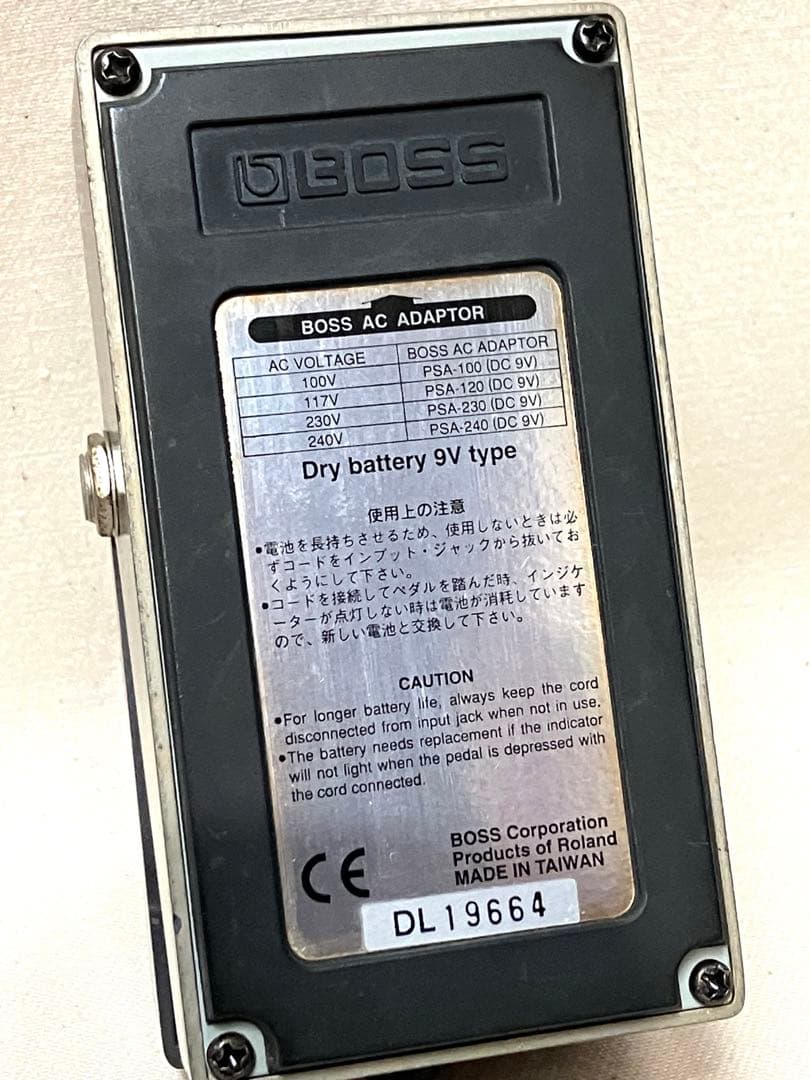 BOSS
BOSS AC ADAPTOR
AC VOLTAGE BOSS AC ADAPTOR
100V PSA-100 (DC 9V)
117V PSA-120 (DC 9V)
230V PSA-230 (DC 9V)
240V PSA-240 (DC 9V)
Dry battery 9V type
使用上の注意
●電池を長持ちさせるため、使用しないときは必
ずコードをインプット・ジャックから抜いてお
くようにして下さい。
●コードを接続してペダルを踏んだ時、インジケ
ーターが点灯しない時は電池が消耗しています
ので、新しい電池と交換して下さい。
CAUTION
●For longer battery life, always keep the cord
disconnected from input jack when not in use.
●The battery needs replacement if the indicator
will not light when the pedal is depressed with
the cord connected.
CE
BOSS Corporation
Products of Roland
MADE IN TAIWAN
DL19664